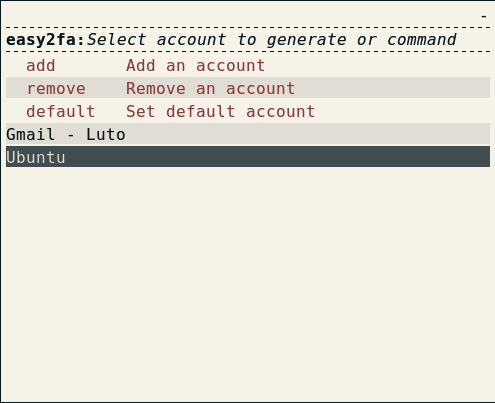 -
easy2fa:Select account to generate or command
add Add an account
remove Remove an account
default Set default account
Gmail - Luto
Ubuntu